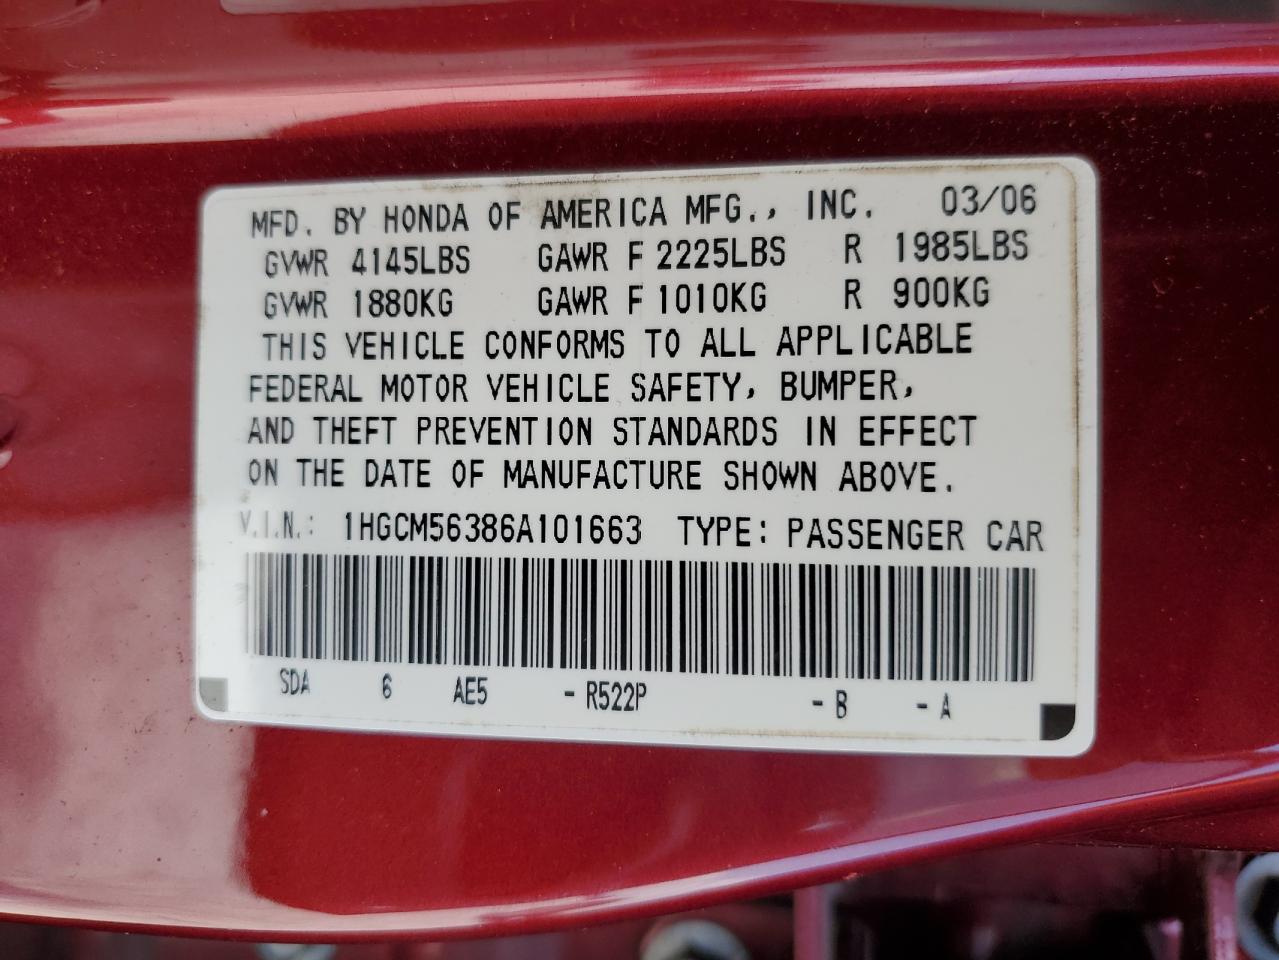 MFD. BY HONDA OF AMERICA MFG., INC. 03/06
GVWR 4145LBS GAWR F 2225LBS R 1985LBS
GVWR 1880KG GAWR F 1010KG R 900KG
THIS VEHICLE CONFORMS TO ALL APPLICABLE
FEDERAL MOTOR VEHICLE SAFETY, BUMPER,
AND THEFT PREVENTION STANDARDS IN EFFECT
ON THE DATE OF MANUFACTURE SHOWN ABOVE.
V.I.N.: 1HGCM56386A101663 TYPE: PASSENGER CAR
SDA 6 AE5 - R522P - B - A